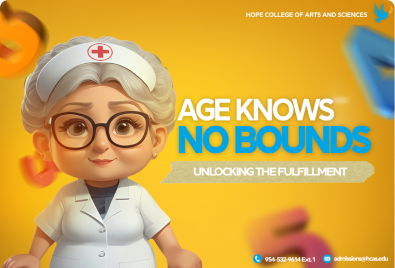 HOPE COLLEGE OF ARTS AND SCIENCES
AGE KNOWS
NO BOUNDS
UNLOCKING THE FULFILLMENT
954-532-9614 Ext. 1 admissions@hcas.edu